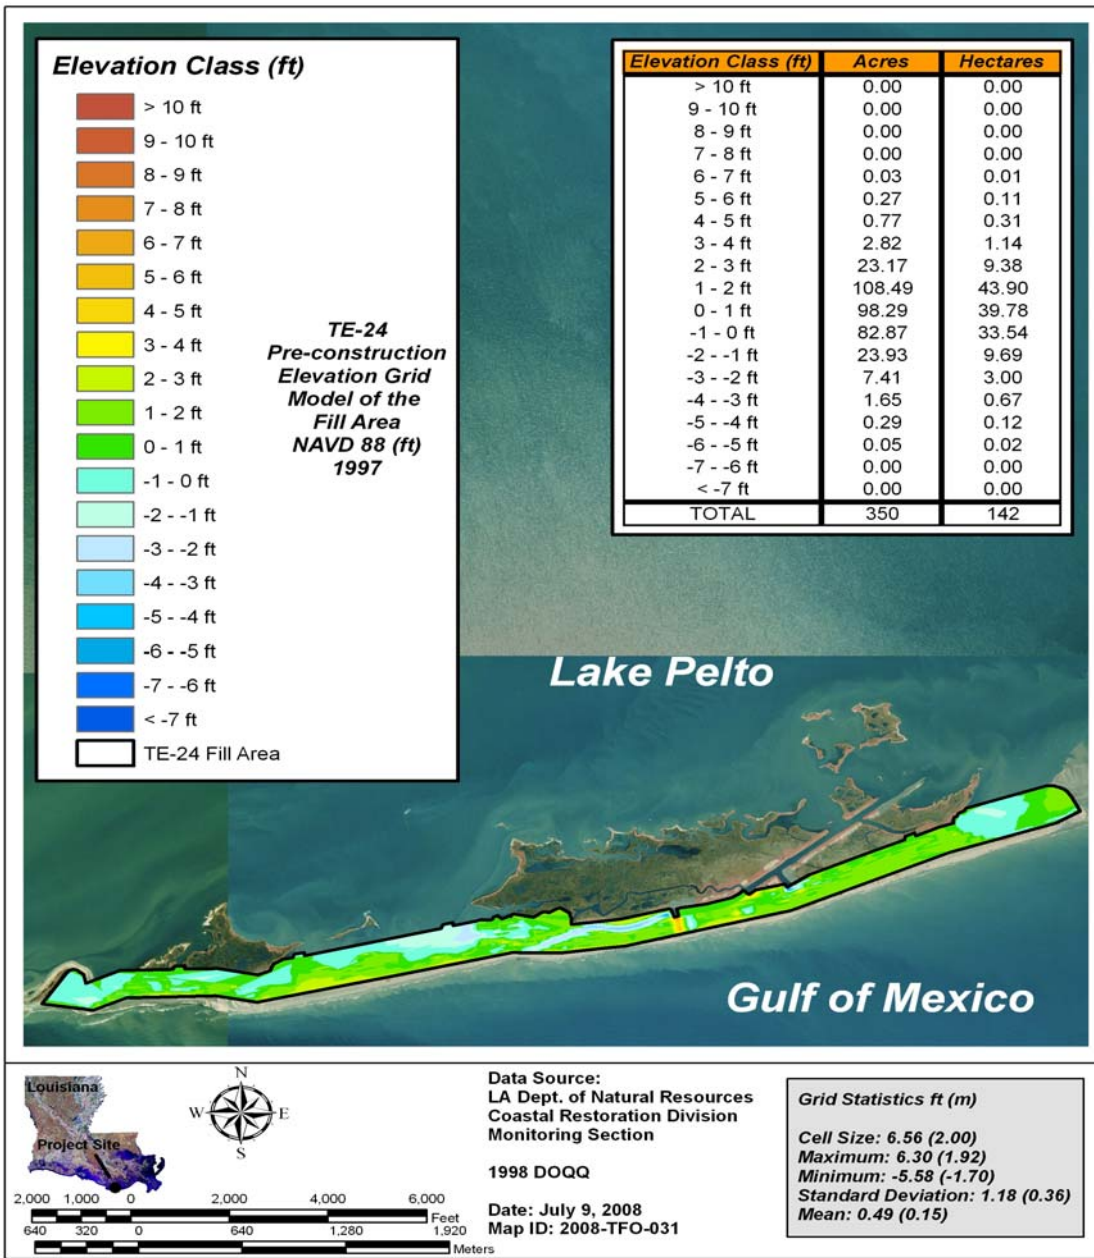 Elevation Class (ft)
> 10 ft
9 - 10 ft
8 - 9 ft
7 - 8 ft
6 - 7 ft
5 - 6 ft
4 - 5 ft
3 - 4 ft
2 - 3 ft
1 - 2 ft
0 - 1 ft
-1 - 0 ft
-2 - -1 ft
-3 - -2 ft
-4 - -3 ft
-5 - -4 ft
-6 - -5 ft
-7 - -6 ft
< -7 ft
TE-24 Fill Area
TE-24
Pre-construction
Elevation Grid
Model of the
Fill Area
NAVD 88 (ft)
1997
Elevation Class (ft) Acres Hectares
> 10 ft 0.00 0.00
9 - 10 ft 0.00 0.00
8 - 9 ft 0.00 0.00
7 - 8 ft 0.00 0.00
6 - 7 ft 0.03 0.01
5 - 6 ft 0.27 0.11
4 - 5 ft 0.77 0.31
3 - 4 ft 2.82 1.14
2 - 3 ft 23.17 9.38
1 - 2 ft 108.49 43.90
0 - 1 ft 98.29 39.78
-1 - 0 ft 82.87 33.54
-2 - -1 ft 23.93 9.69
-3 - -2 ft 7.41 3.00
-4 - -3 ft 1.65 0.67
-5 - -4 ft 0.29 0.12
-6 - -5 ft 0.05 0.02
-7 - -6 ft 0.00 0.00
< -7 ft 0.00 0.00
TOTAL 350 142
Lake Pelto
Gulf of Mexico
Louisiana
Project Site
N
W E
S
2,000 1,000 0 2,000 4,000 6,000
Feet
640 320 0 640 1,280 1,920
Meters
Data Source:
LA Dept. of Natural Resources
Coastal Restoration Division
Monitoring Section
1998 DOQQ
Date: July 9, 2008
Map ID: 2008-TFO-031
Grid Statistics ft (m)
Cell Size: 6.56 (2.00)
Maximum: 6.30 (1.92)
Minimum: -5.58 (-1.70)
Standard Deviation: 1.18 (0.36)
Mean: 0.49 (0.15)